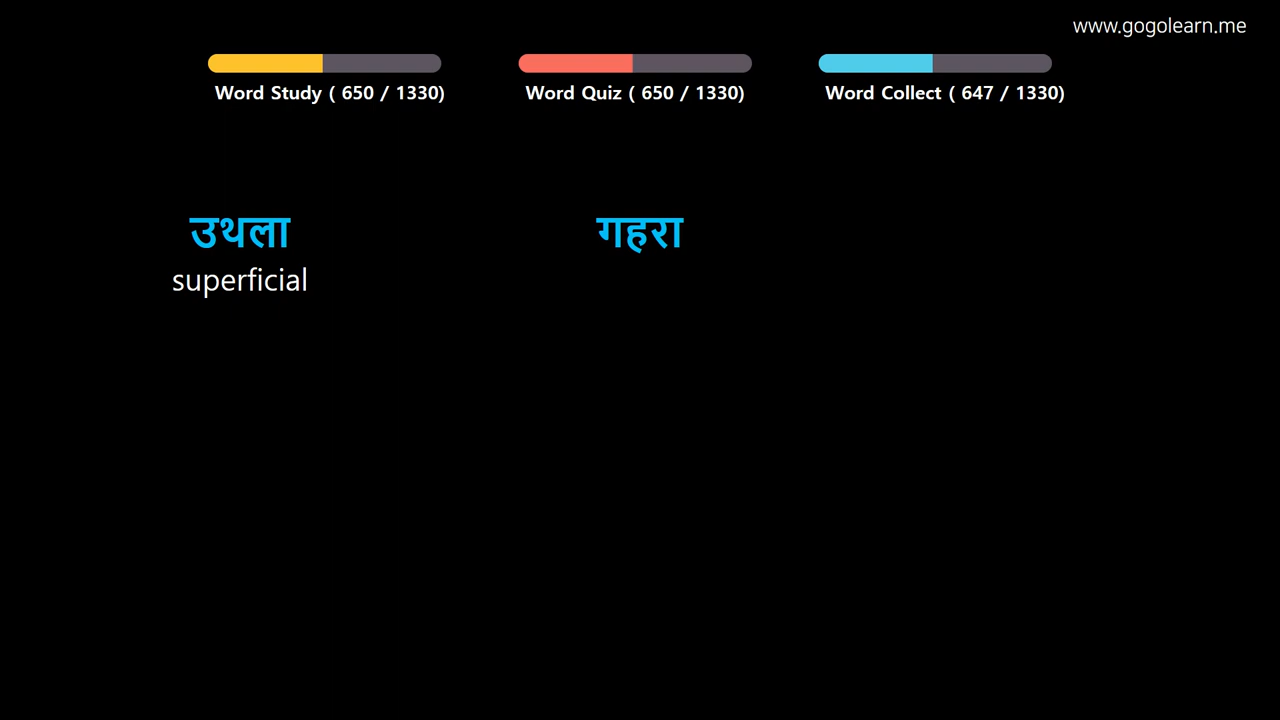 www.gogolearn.me
Word Study ( 650 / 1330)
Word Quiz ( 650 / 1330)
Word Collect ( 647 / 1330)
उथला
गहरा
superficial